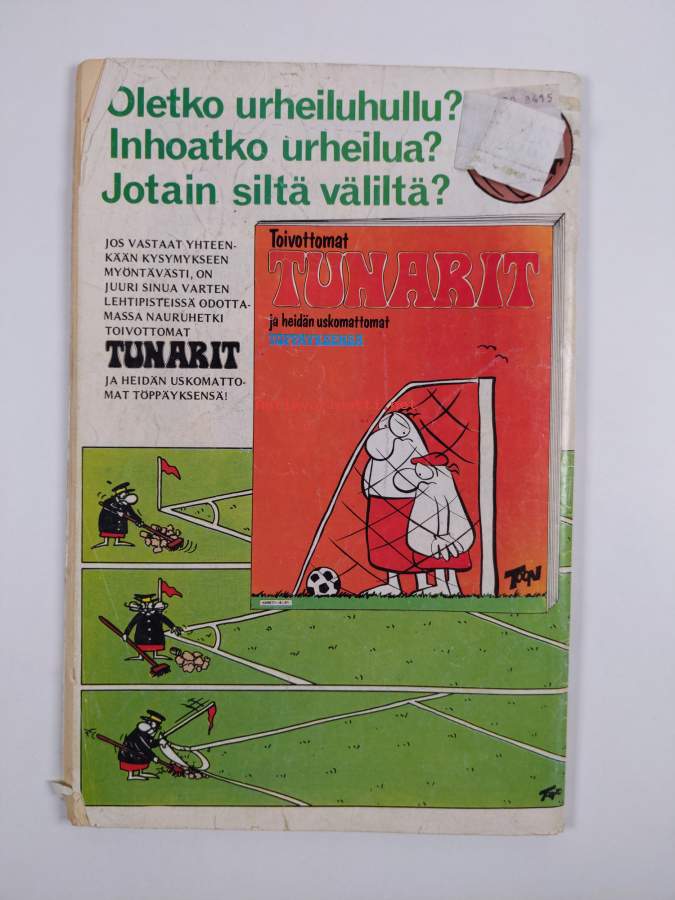 Oletko urheiluhullu?
Inhoatko urheilua?
Jotain siltä väliltä?
JOS VASTAAT YHTEEN-
KÄÄN KYSYMYKSEEN
MYÖNTÄVÄSTI, ON
JUURI SINUA VARTEN
LEHTIPISTEISSÄ ODOTTA-
MASSA NAURUHETKI
TOIVOTTOMAT
TUNARIT
JA HEIDÄN USKOMATTO-
MAT TÖPPÄYKSENSÄ!
Toivottomat
TUNARIT
ja heidän uskomattomat
TÖPPÄYKSENSÄ
TOON